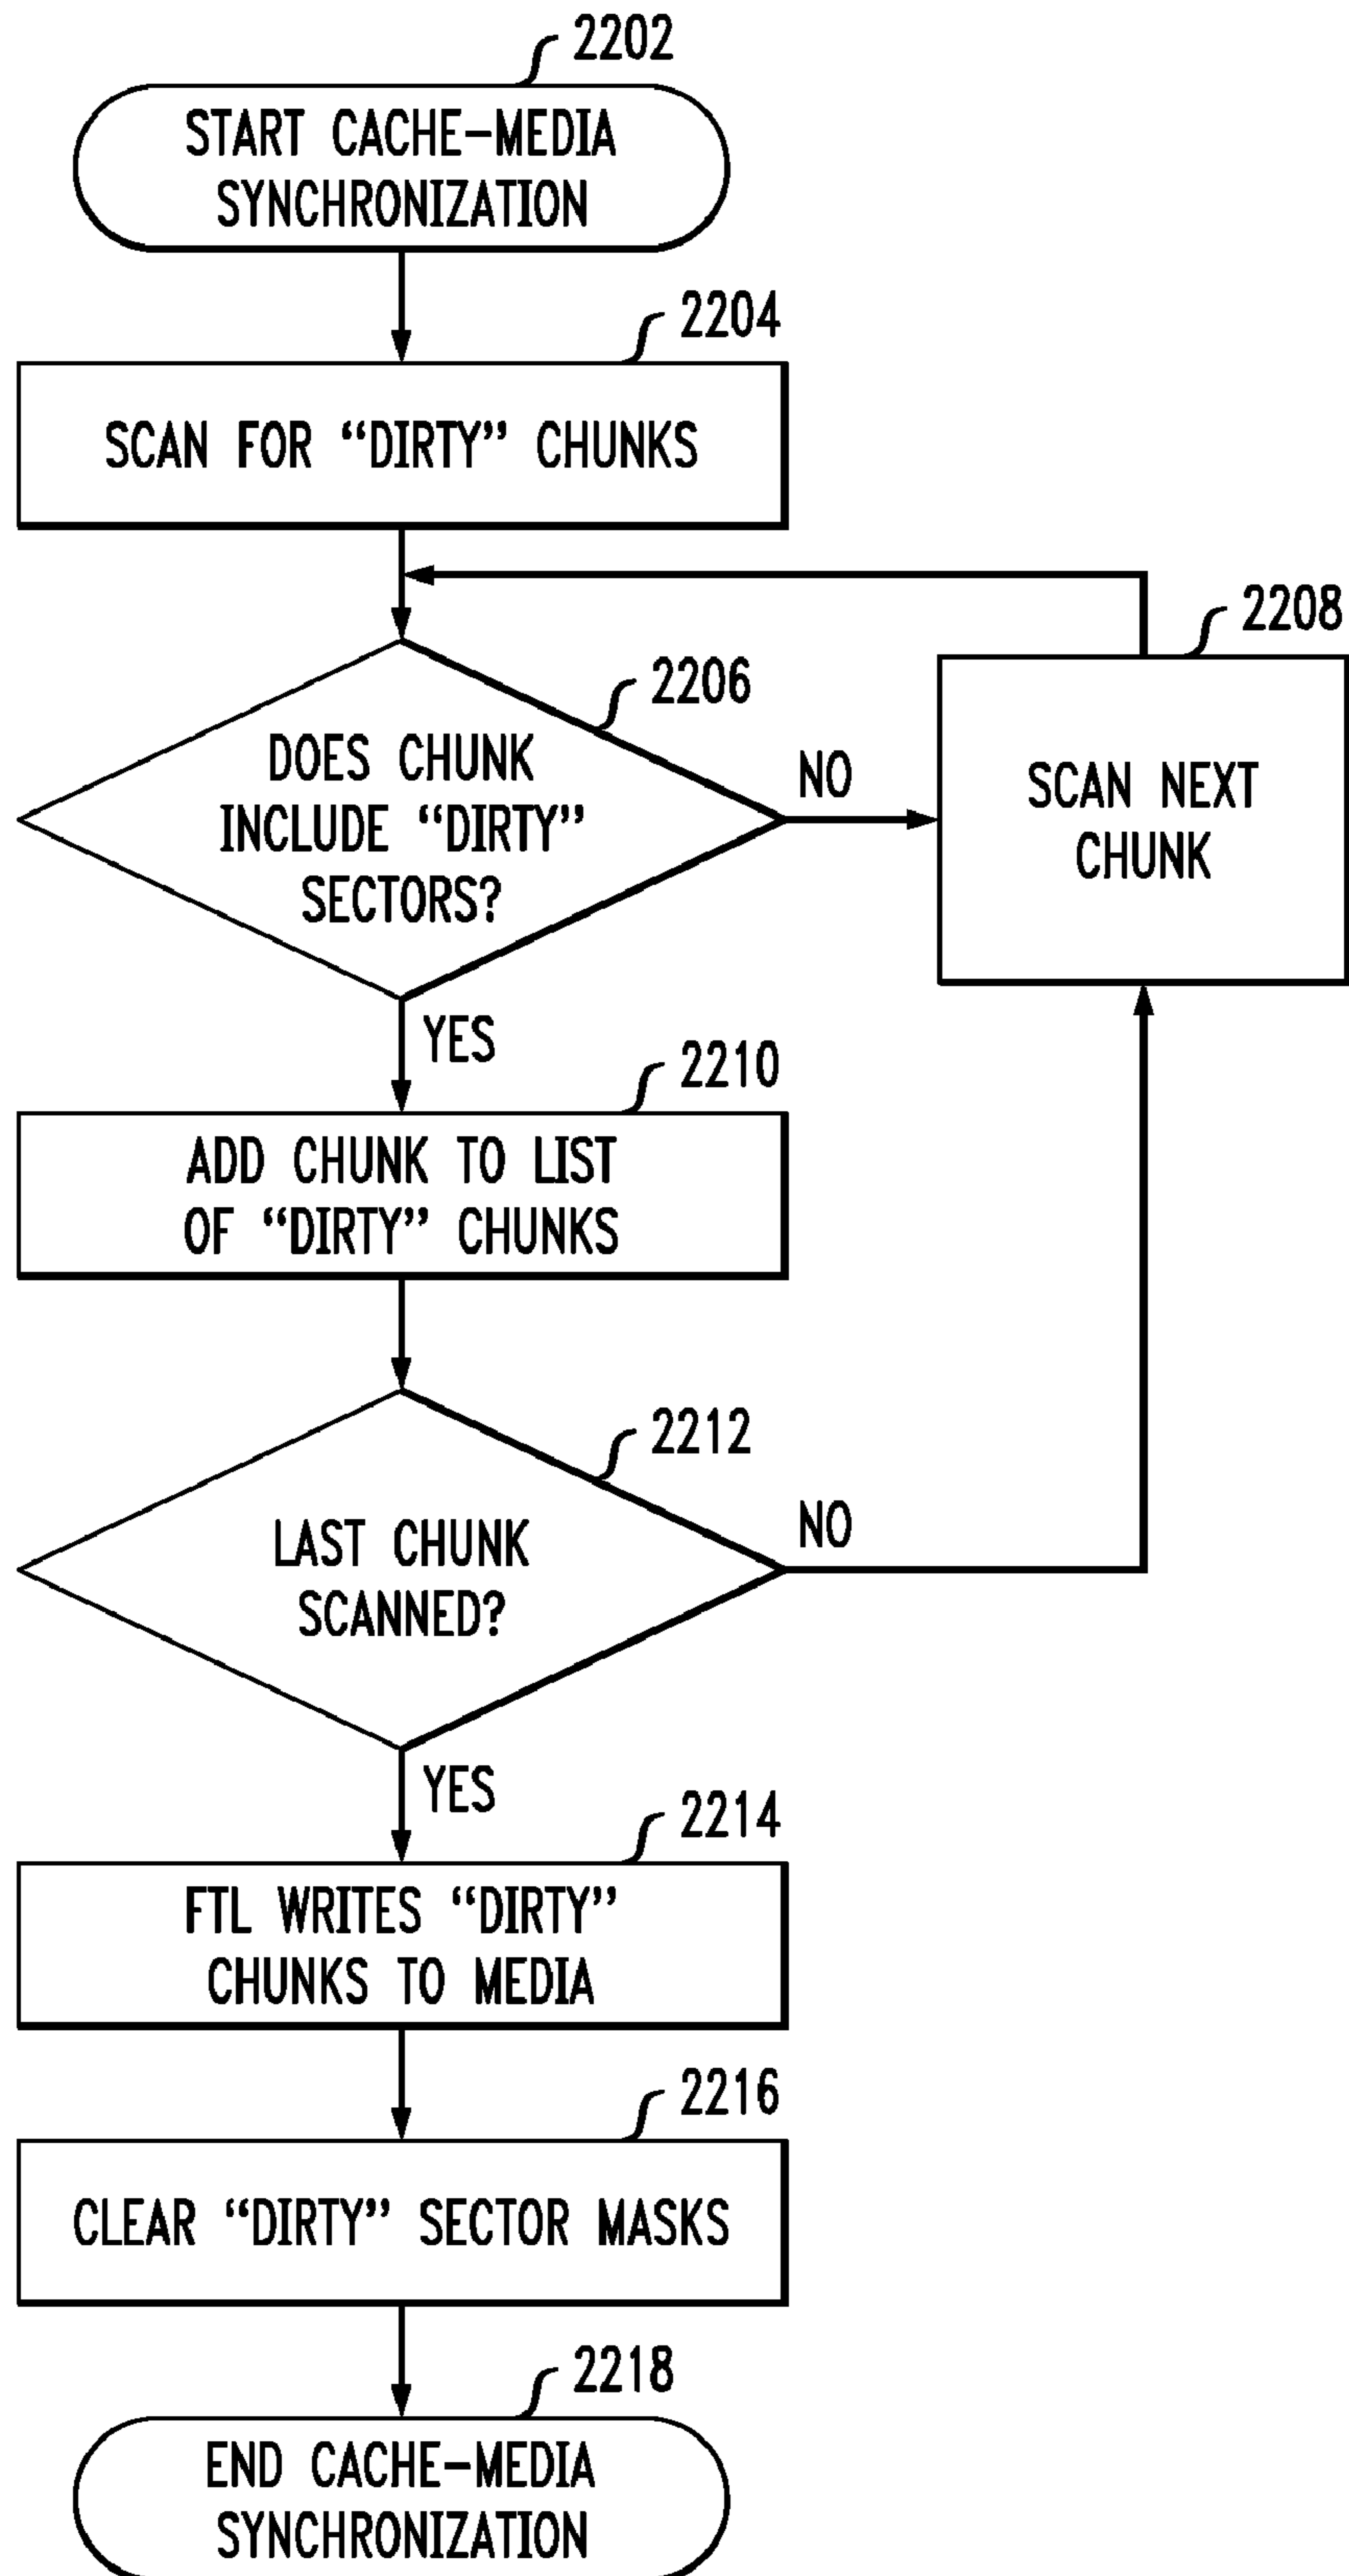 2202
START CACHE-MEDIA
SYNCHRONIZATION
2204
SCAN FOR “DIRTY” CHUNKS
2206
DOES CHUNK
INCLUDE “DIRTY”
SECTORS?
NO
2208
SCAN NEXT
CHUNK
YES
2210
ADD CHUNK TO LIST
OF “DIRTY” CHUNKS
2212
LAST CHUNK
SCANNED?
NO
YES
2214
FTL WRITES “DIRTY”
CHUNKS TO MEDIA
2216
CLEAR “DIRTY” SECTOR MASKS
2218
END CACHE-MEDIA
SYNCHRONIZATION